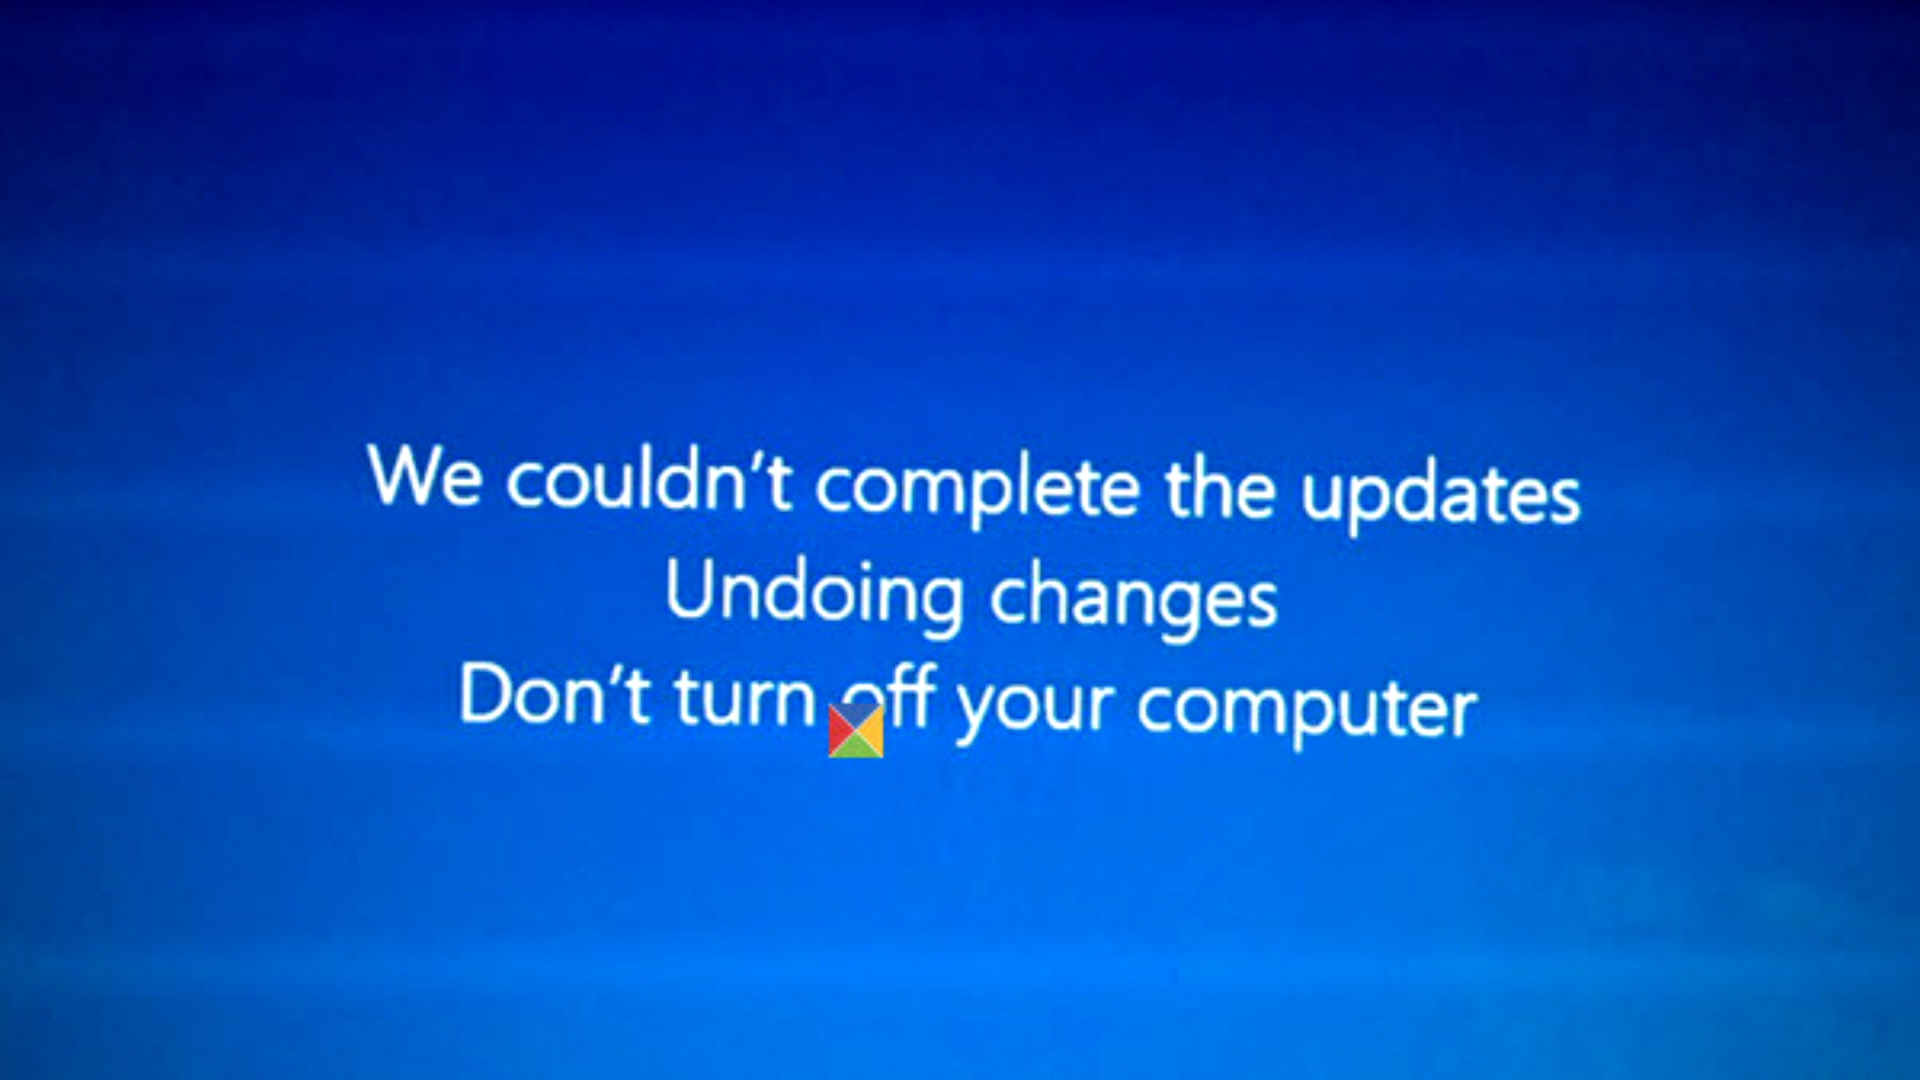 We couldn't complete the updates
Undoing changes
Don't turn off your computer